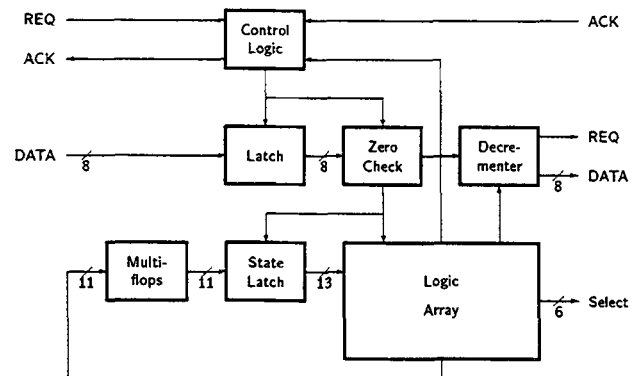 REQ
Control
Logic
ACK
ACK
DATA
8
Latch
8
Zero
Check
Decre-
menter
REQ
DATA
8
11
Multi-
flops
11
State
Latch
13
Logic
Array
6
Select